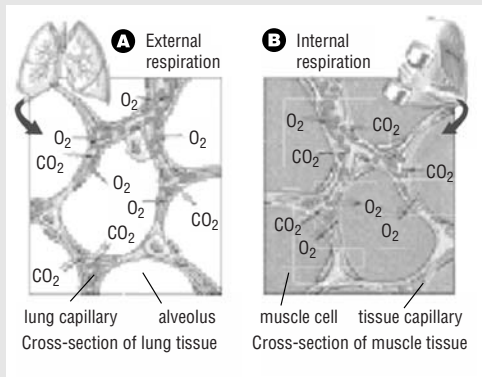 A External respiration
O₂
O₂
O₂
CO₂
O₂
O₂
CO₂
CO₂
CO₂
lung capillary alveolus
Cross-section of lung tissue
B Internal respiration
O₂
CO₂
CO₂
CO₂
O₂
CO₂
O₂
O₂
muscle cell tissue capillary
Cross-section of muscle tissue